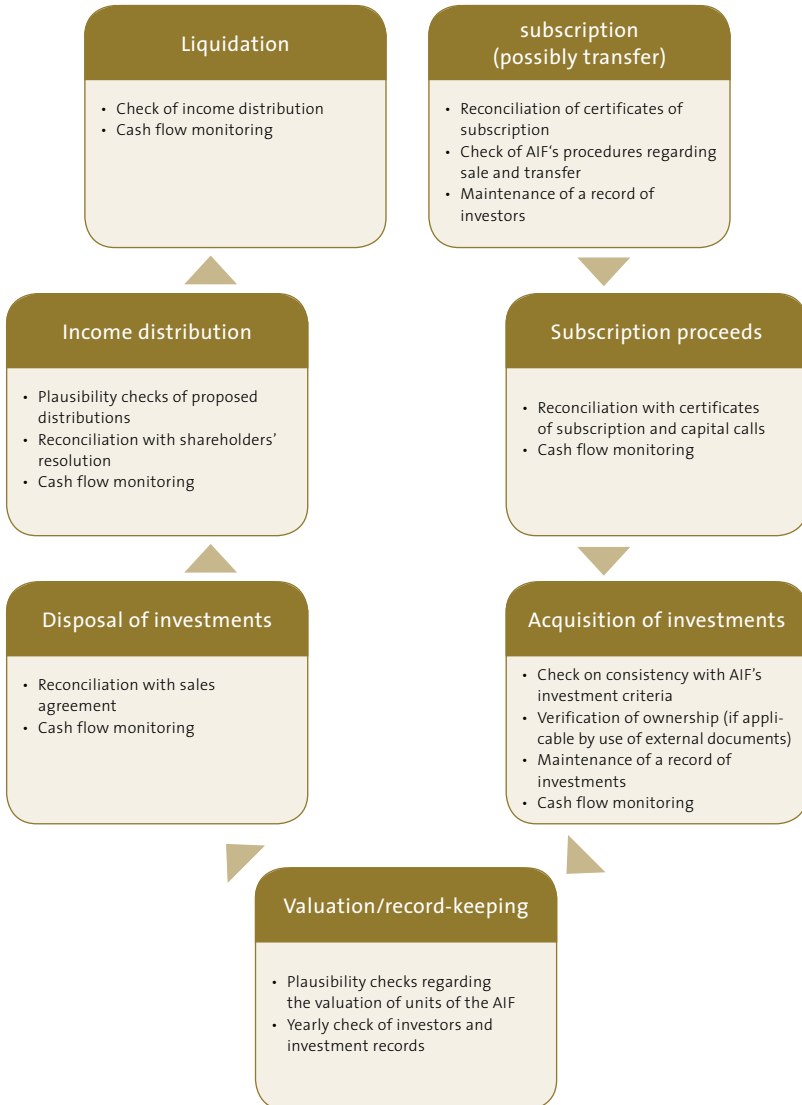 Liquidation
• Check of income distribution
• Cash flow monitoring
subscription
(possibly transfer)
• Reconciliation of certificates of
subscription
• Check of AIF‘s procedures regarding
sale and transfer
• Maintenance of a record of
investors
Income distribution
• Plausibility checks of proposed
distributions
• Reconciliation with shareholders’
resolution
• Cash flow monitoring
Subscription proceeds
• Reconciliation with certificates
of subscription and capital calls
• Cash flow monitoring
Disposal of investments
• Reconciliation with sales
agreement
• Cash flow monitoring
Acquisition of investments
• Check on consistency with AIF’s
investment criteria
• Verification of ownership (if appli-
cable by use of external documents)
• Maintenance of a record of
investments
• Cash flow monitoring
Valuation/record-keeping
• Plausibility checks regarding
the valuation of units of the AIF
• Yearly check of investors and
investment records